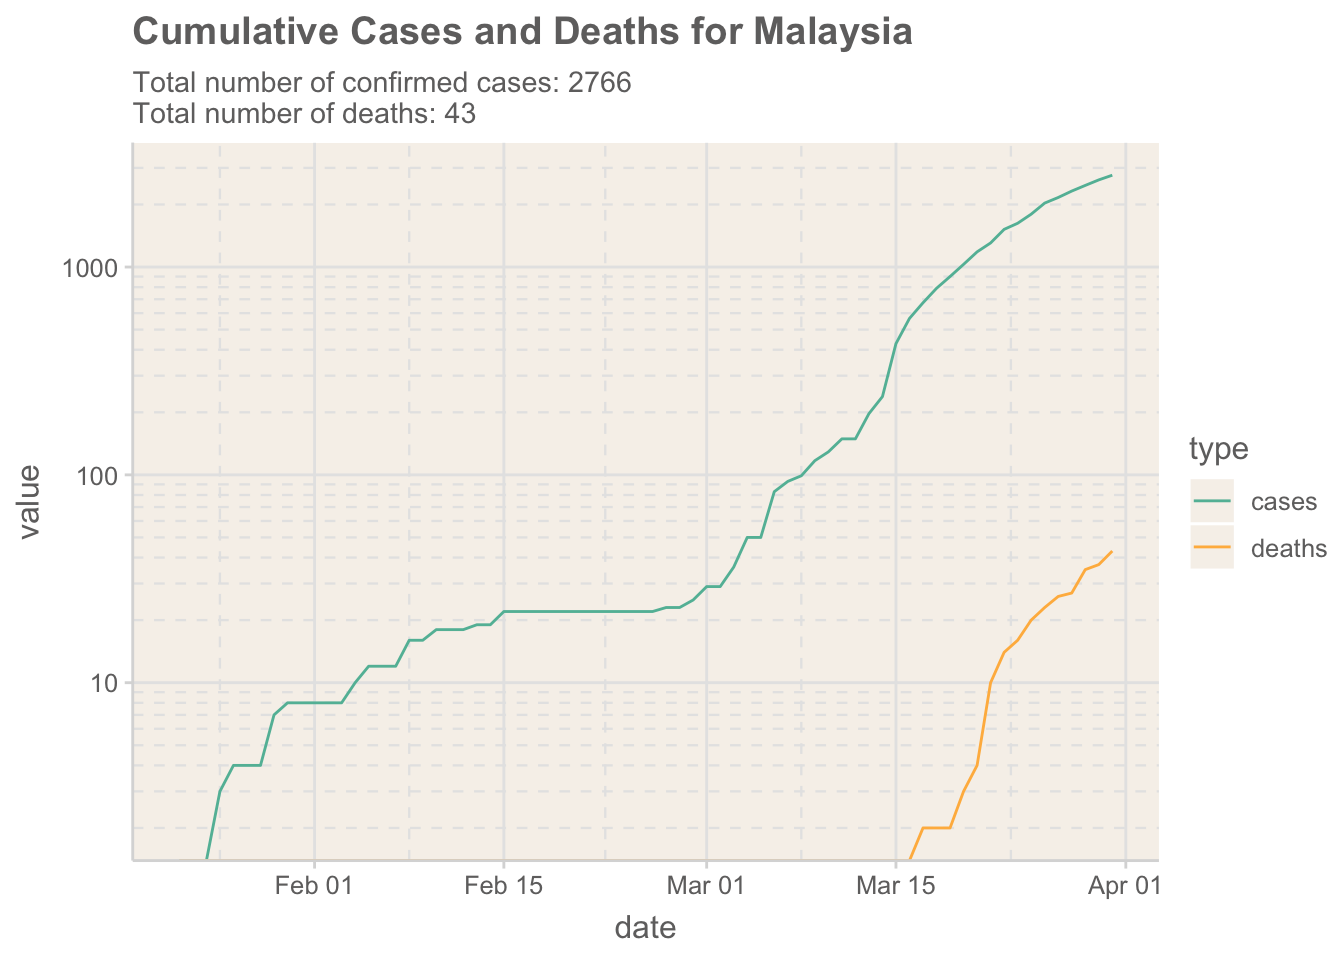 Cumulative Cases and Deaths for Malaysia
Total number of confirmed cases: 2766
Total number of deaths: 43
1000
100
10
value
Feb 01
Feb 15
Mar 01
Mar 15
Apr 01
date
type
cases
deaths